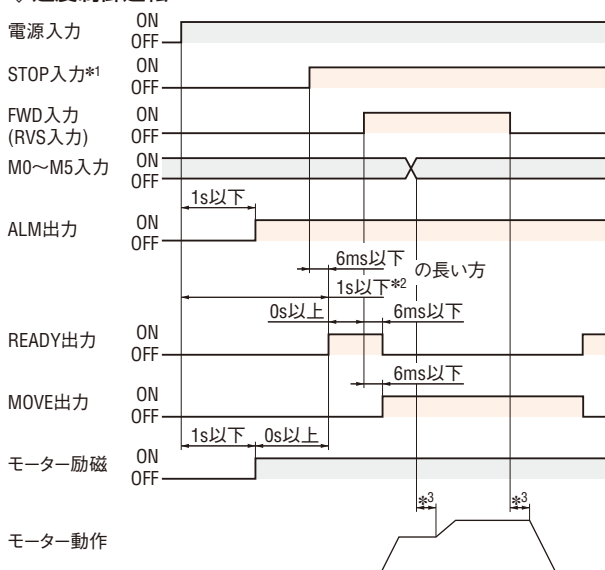 電源入力 ON
OFF
STOP入力*1 ON
OFF
FWD入力 ON
(RVS入力) OFF
M0〜M5入力 ON
OFF
1s以下
ALM出力 ON
OFF
6ms以下 の長い方
1s以下*2
0s以上 6ms以下
READY出力 ON
OFF
6ms以下
MOVE出力 ON
OFF
1s以下 0s以上
モーター励磁 ON
OFF
*3 *3
モーター動作